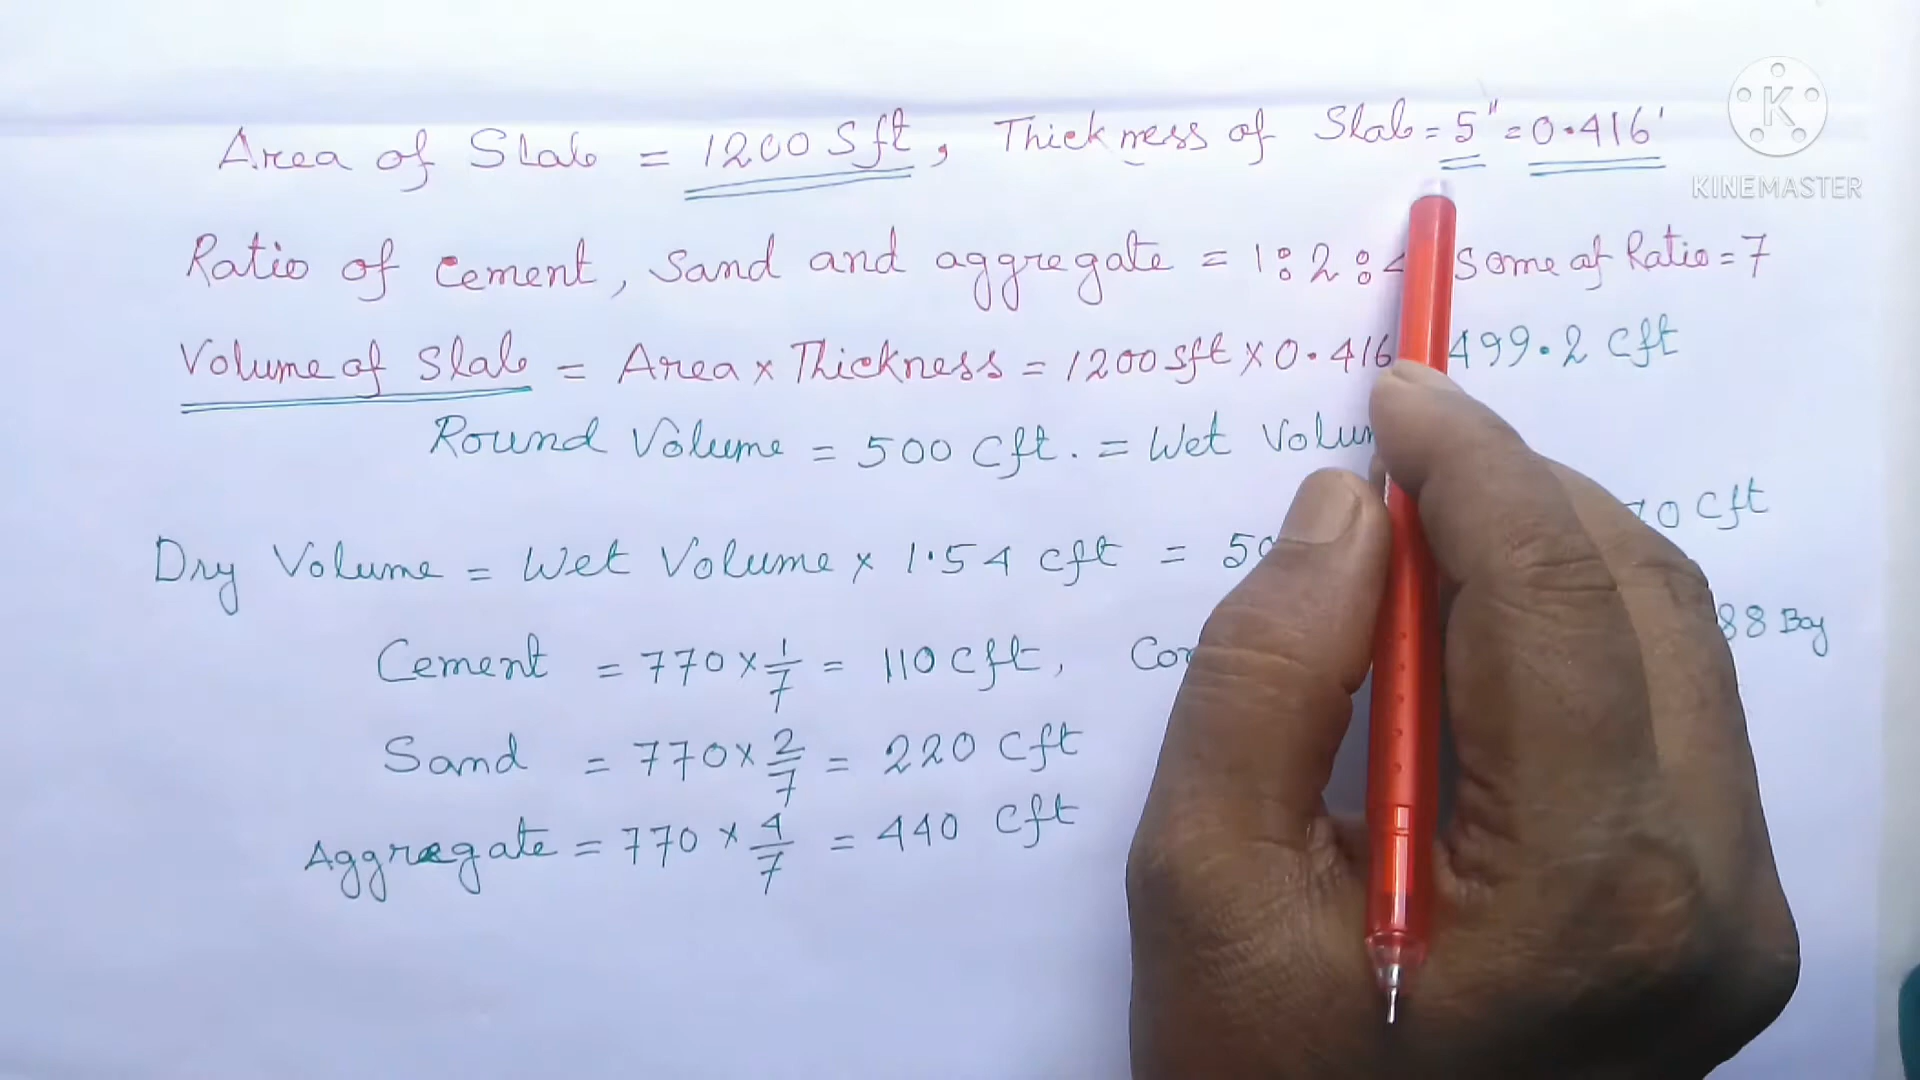 Area of Slab = 1200 Sft, Thickness of Slab = 5" = 0.416'
KINEMASTER
Ratio of Cement, Sand and aggregate = 1:2:4 Some of Ratio = 7
Volume of Slab = Area x Thickness = 1200 Sft x 0.416 499.2 Cft
Round Volume = 500 Cft. = Wet
Dry Volume = Wet Volume x 1.54 cft = 70 Cft
Cement = 770 x 1/7 = 110 Cft, 88 Bag
Sand = 770 x 2/7 = 220 Cft
Aggregate = 770 x 4/7 = 440 Cft